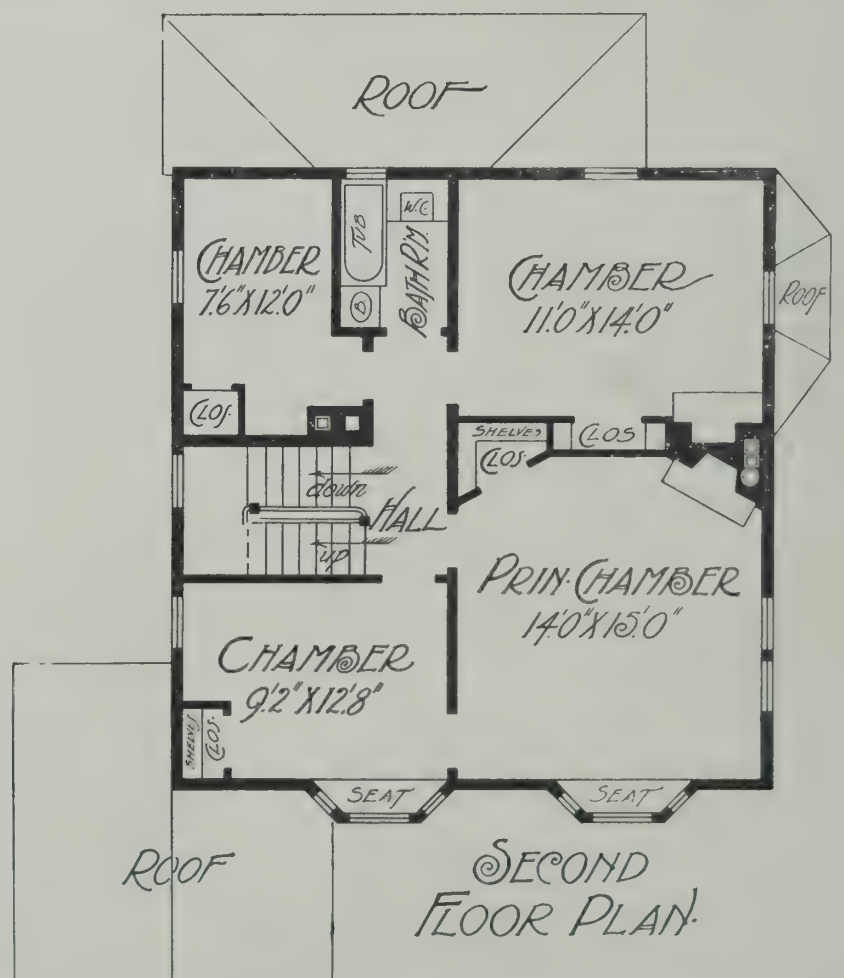 ROOF
TUB
W.C.
B
BATH R'M.
CHAMBER
7.'6"X12.'0"
CHAMBER
11.'0"X14.'0"
ROOF
CLOS.
SHELVES
CLOS.
CLOS
down
HALL
up
PRIN. CHAMBER
14.'0"X15.'0"
CHAMBER
9.'2"X12.'8"
SHELVES
CLOS.
SEAT
SEAT
ROOF
SECOND
FLOOR PLAN.